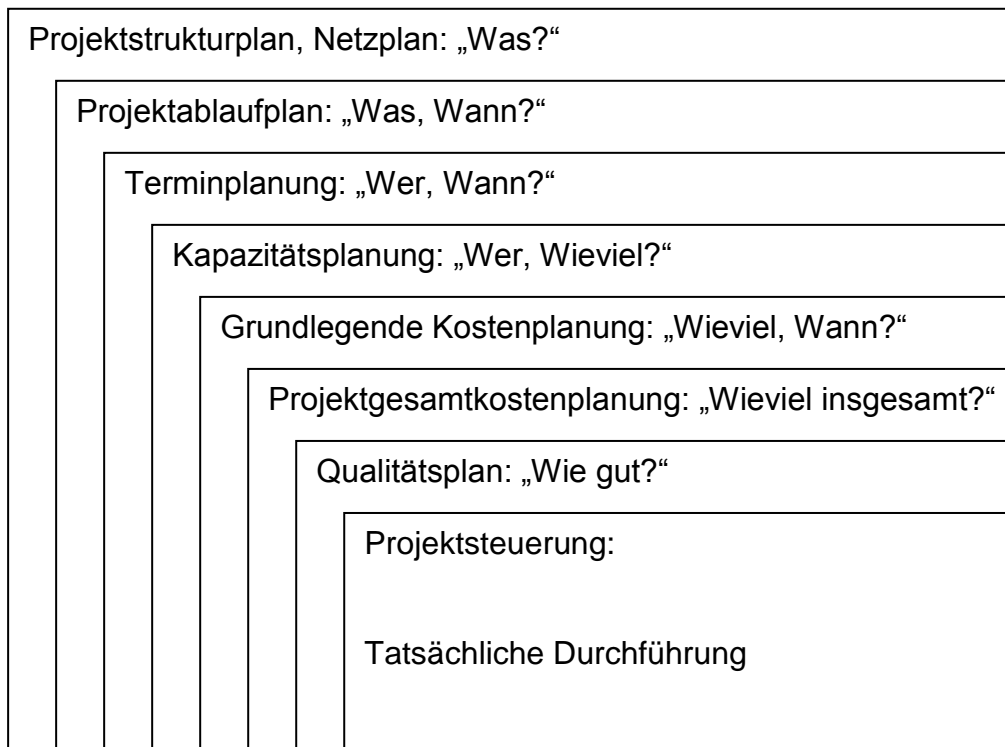 Projektstrukturplan, Netzplan: „Was?“
Projektablaufplan: „Was, Wann?“
Terminplanung: „Wer, Wann?“
Kapazitätsplanung: „Wer, Wieviel?“
Grundlegende Kostenplanung: „Wieviel, Wann?“
Projektgesamtkostenplanung: „Wieviel insgesamt?“
Qualitätsplan: „Wie gut?“
Projektsteuerung:
Tatsächliche Durchführung